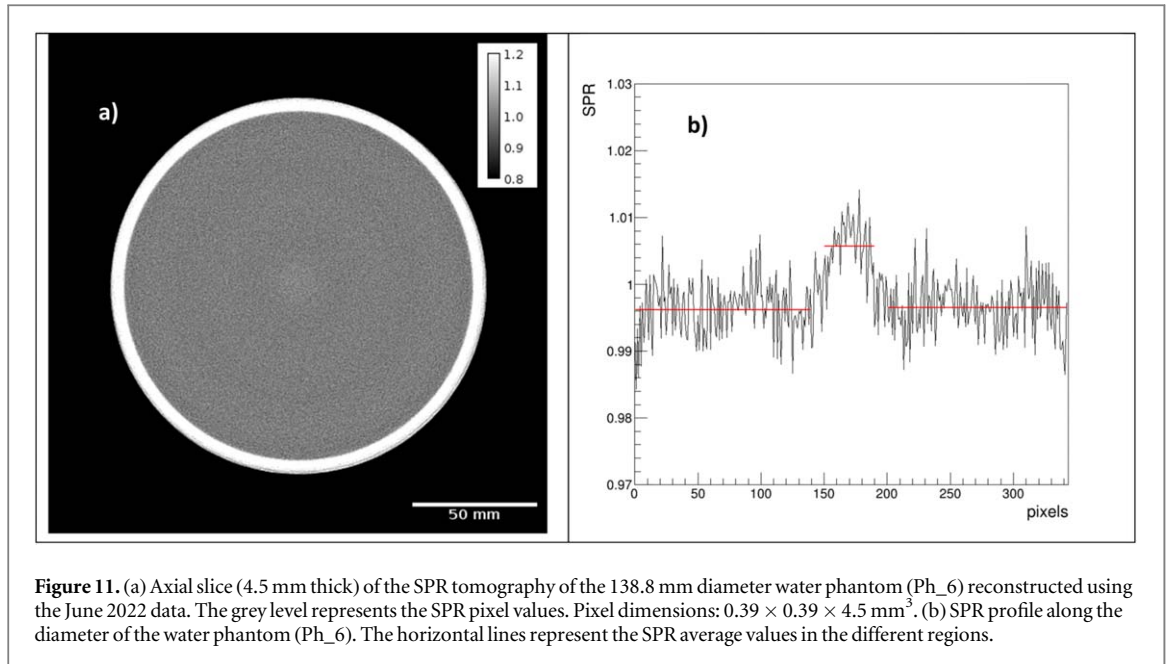 a)
1.2
1.1
1.0
0.9
0.8
50 mm
b)
SPR
1.03
1.02
1.01
1
0.99
0.98
0.97
0 50 100 150 200 250 300
pixels
Figure 11. (a) Axial slice (4.5 mm thick) of the SPR tomography of the 138.8 mm diameter water phantom (Ph_6) reconstructed using
the June 2022 data. The grey level represents the SPR pixel values. Pixel dimensions: 0.39 × 0.39 × 4.5 mm³. (b) SPR profile along the
diameter of the water phantom (Ph_6). The horizontal lines represent the SPR average values in the different regions.